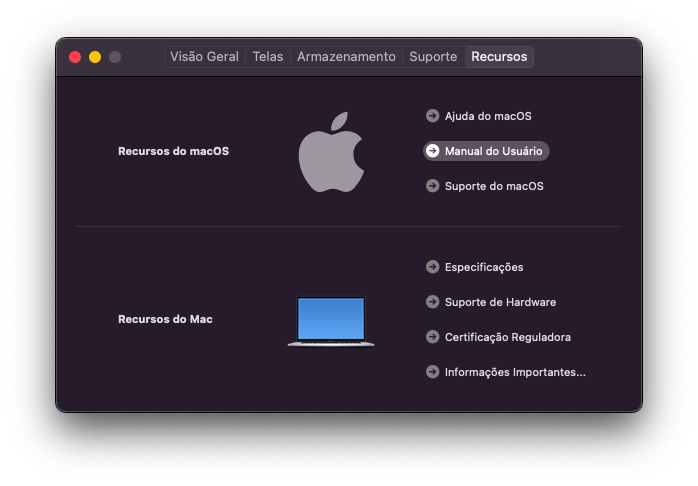 Visão Geral
Telas
Armazenamento
Suporte
Recursos
Recursos do macOS
Ajuda do macOS
Manual do Usuário
Suporte do macOS
Recursos do Mac
Especificações
Suporte de Hardware
Certificação Reguladora
Informações Importantes...